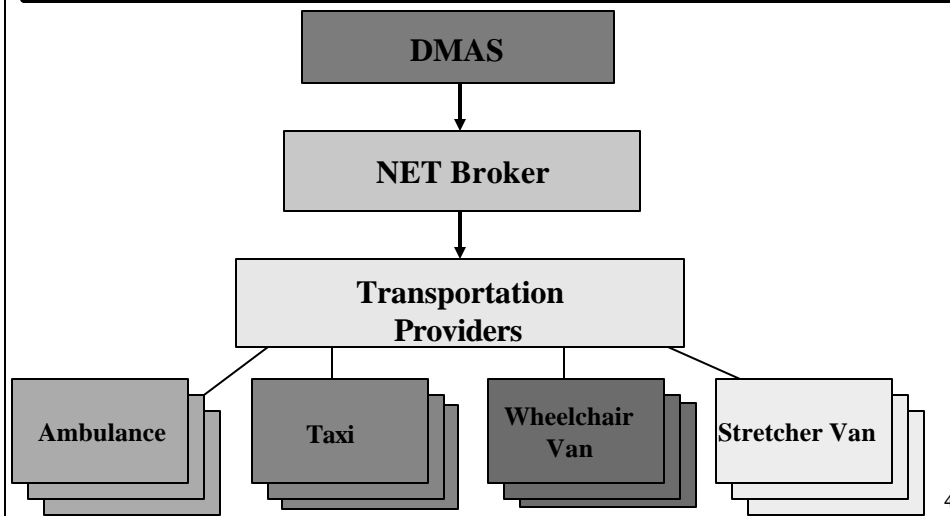 DMAS
NET Broker
Transportation
Providers
Ambulance
Taxi
Wheelchair
Van
Stretcher Van
4